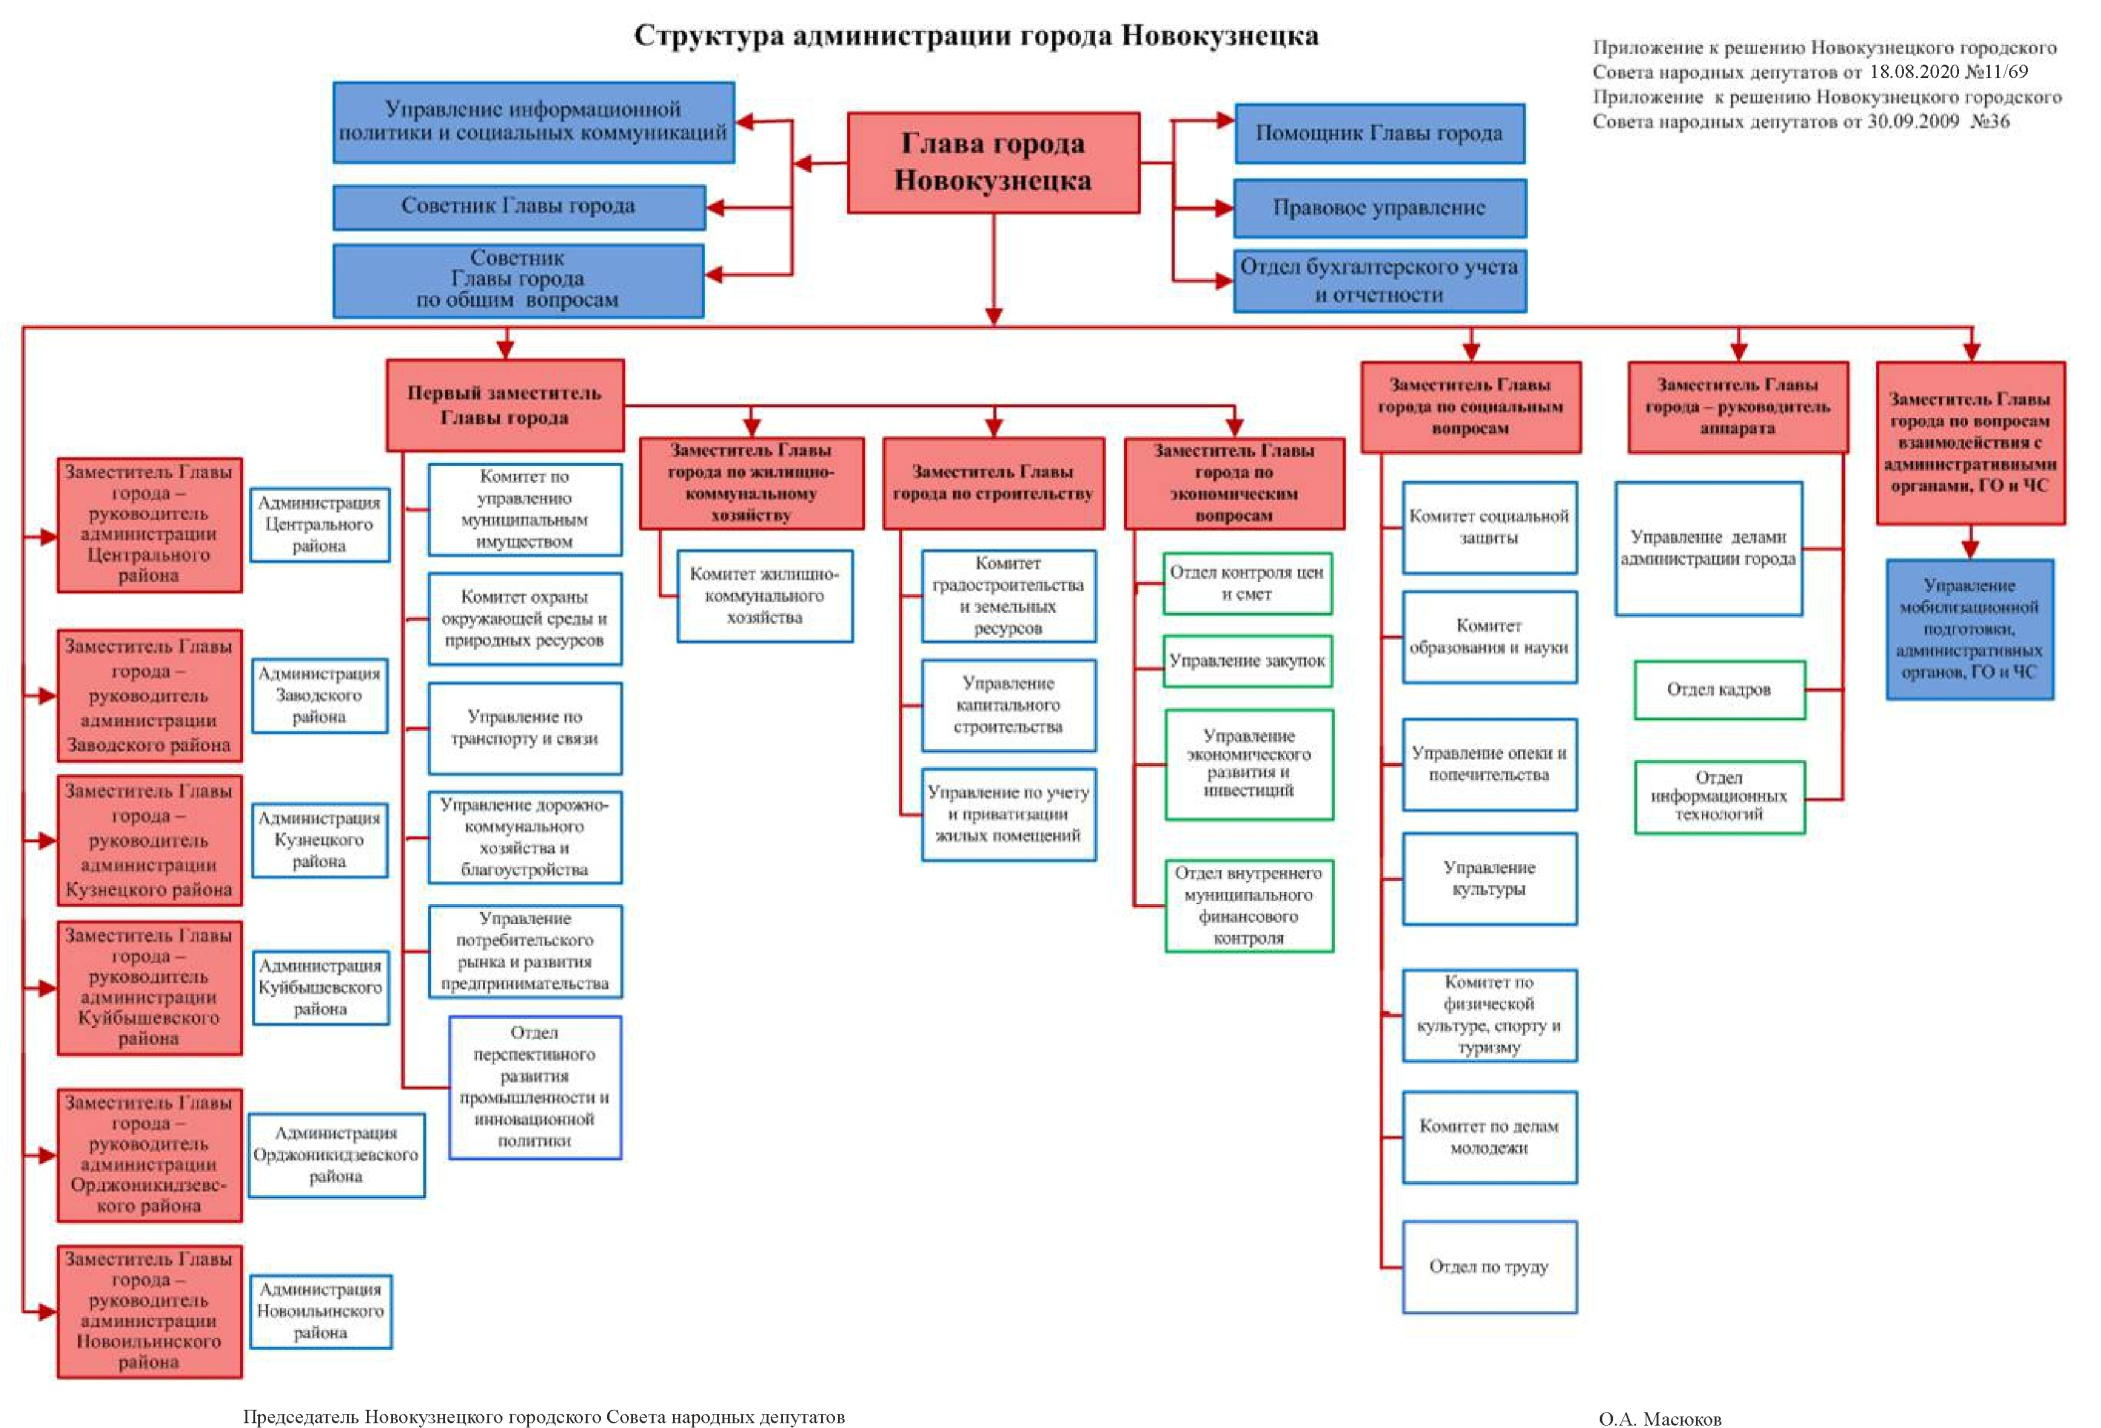 Структура администрации города Новокузнецка
Приложение к решению Новокузнецкого городского
Совета народных депутатов от 18.08.2020 №11/69
Приложение к решению Новокузнецкого городского
Совета народных депутатов от 30.09.2009 №36
Управление информационной
политики и социальных коммуникаций
Советник Главы города
Советник
Главы города
по общим вопросам
Глава города
Новокузнецка
Помощник Главы города
Правовое управление
Отдел бухгалтерского учета
и отчетности
Заместитель Главы
города –
руководитель
администрации
Центрального
района
Администрация
Центрального
района
Заместитель Главы
города –
руководитель
администрации
Заводского района
Администрация
Заводского
района
Заместитель Главы
города –
руководитель
администрации
Кузнецкого района
Администрация
Кузнецкого
района
Заместитель Главы
города –
руководитель
администрации
Куйбышевского
района
Администрация
Куйбышевского
района
Заместитель Главы
города –
руководитель
администрации
Орджоникидзевс-
кого района
Администрация
Орджоникидзевского
района
Заместитель Главы
города –
руководитель
администрации
Новоильинского
района
Администрация
Новоильинского
района
Первый заместитель
Главы города
Комитет по
управлению
муниципальным
имуществом
Комитет охраны
окружающей среды и
природных ресурсов
Управление по
транспорту и связи
Управление дорожно-
коммунального
хозяйства и
благоустройства
Управление
потребительского
рынка и развития
предпринимательства
Отдел
перспективного
развития
промышленности и
инновационной
политики
Заместитель Главы
города по жилищно-
коммунальному
хозяйству
Комитет жилищно-
коммунального
хозяйства
Заместитель Главы
города по строительству
Комитет
градостроительства
и земельных
ресурсов
Управление
капитального
строительства
Управление по учету
и приватизации
жилых помещений
Заместитель Главы
города по
экономическим
вопросам
Отдел контроля цен
и смет
Управление закупок
Управление
экономического
развития и
инвестиций
Отдел внутреннего
муниципального
финансового
контроля
Заместитель Главы
города по социальным
вопросам
Комитет социальной
защиты
Комитет
образования и науки
Управление опеки и
попечительства
Управление
культуры
Комитет по
физической
культуре, спорту и
туризму
Комитет по делам
молодежи
Отдел по труду
Заместитель Главы
города – руководитель
аппарата
Управление делами
администрации города
Отдел кадров
Отдел
информационных
технологий
Заместитель Главы
города по вопросам
взаимодействия с
административными
органами, ГО и ЧС
Управление
мобилизационной
подготовки,
административных
органов, ГО и ЧС
Председатель Новокузнецкого городского Совета народных депутатов
О.А. Масюков